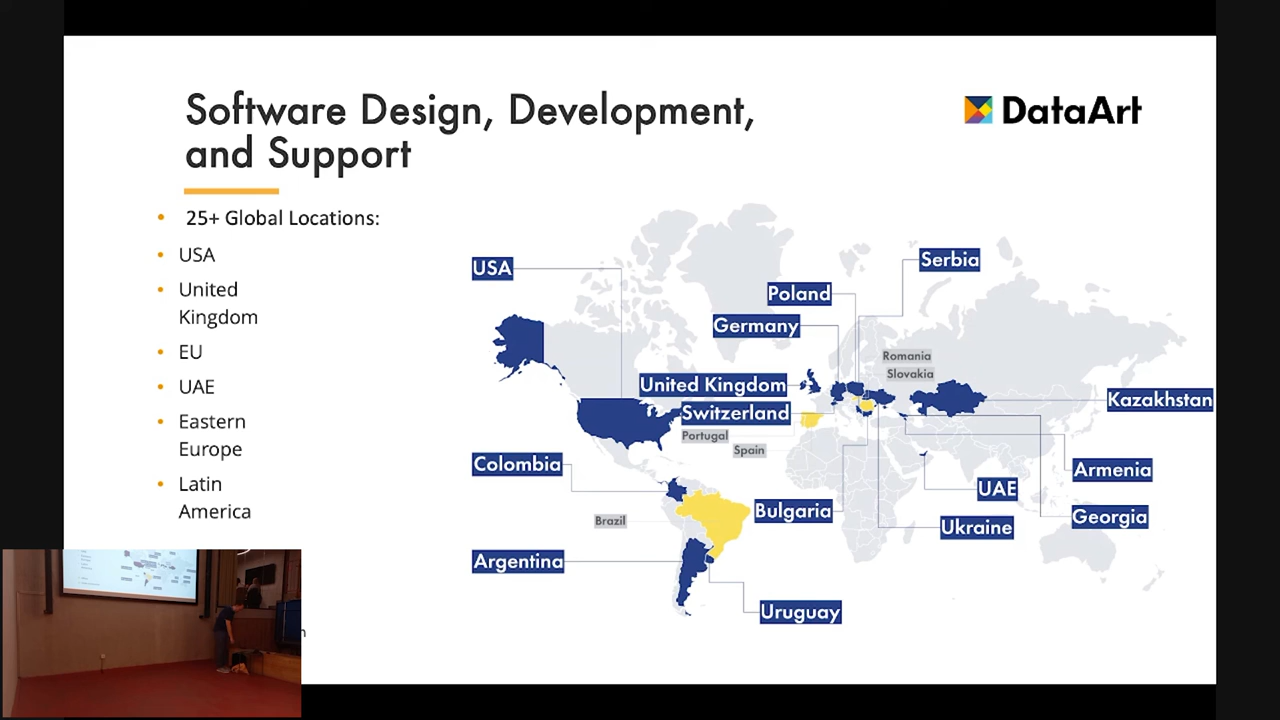 Software Design, Development,
and Support
DataArt
25+ Global Locations:
USA
United
Kingdom
EU
UAE
Eastern
Europe
Latin
America
USA
Serbia
Poland
Germany
Romania
Slovakia
United Kingdom
Switzerland
Kazakhstan
Portugal
Spain
Colombia
Armenia
UAE
Bulgaria
Georgia
Brazil
Ukraine
Argentina
Uruguay